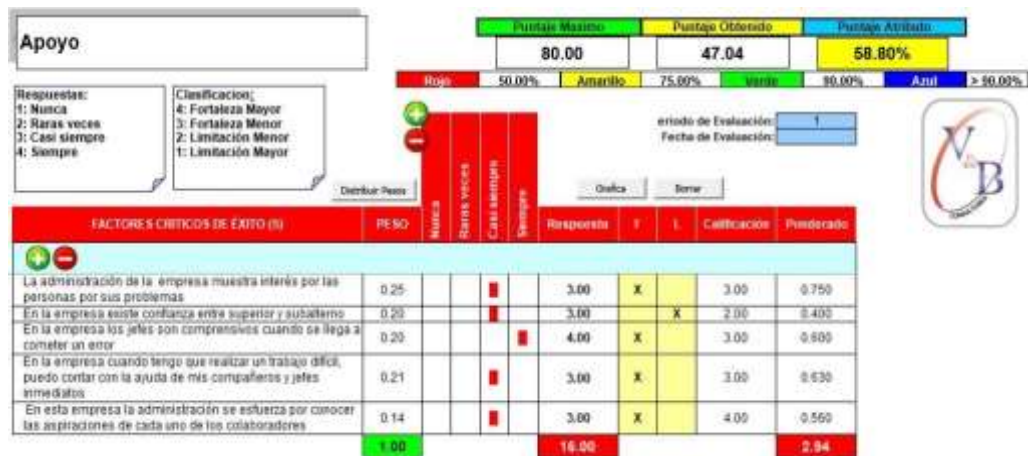 Apoyo
Puntaje Maximo Puntaje Obtenido Puntaje Atributo
80.00 47.04 58.80%
Rojo 50.00% Amarillo 75.00% Verde 90.00% Azul > 90.00%
Respuestas:
1: Nunca
2: Raras veces
3: Casi siempre
4: Siempre
Clasificacion:
4: Fortaleza Mayor
3: Fortaleza Menor
2: Limitación Menor
1: Limitación Mayor
eriodo de Evaluación: 1
Fecha de Evaluación:
Distribuir Pesos
Grafica Borrar
FACTORES CRITICOS DE ÉXITO (5) PESO Nunca Raras veces Casi siempre Siempre Respuesta F L Calificación Ponderado
La administración de la empresa muestra interés por las
personas por sus problemas
0.25 3.00 X 3.00 0.750
En la empresa existe confianza entre superior y subalterno 0.20 3.00 X 2.00 0.400
En la empresa los jefes son comprensivos cuando se llega a
cometer un error
0.20 4.00 X 3.00 0.600
En la empresa cuando tengo que realizar un trabajo difícil,
puedo contar con la ayuda de mis compañeros y jefes
inmediatos
0.21 3.00 X 3.00 0.630
En esta empresa la administración se esfuerza por conocer
las aspiraciones de cada uno de los colaboradores
0.14 3.00 X 4.00 0.560
1.00 16.00 2.94
V B